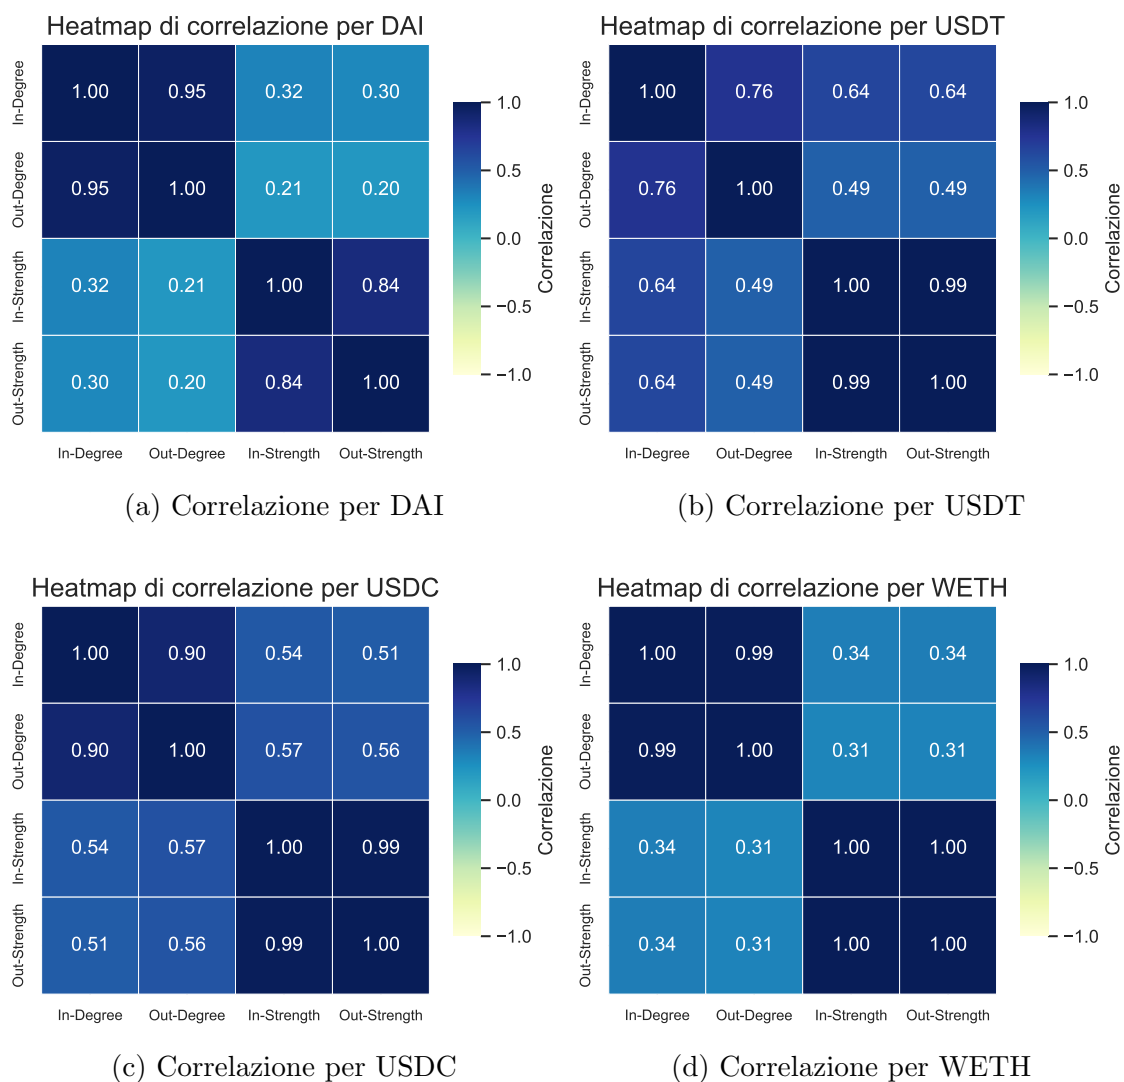 Heatmap di correlazione per DAI
In-Degree 1.00 0.95 0.32 0.30
Out-Degree 0.95 1.00 0.21 0.20
In-Strength 0.32 0.21 1.00 0.84
Out-Strength 0.30 0.20 0.84 1.00
In-Degree Out-Degree In-Strength Out-Strength
1.0
0.5
0.0
−0.5
−1.0
Correlazione
(a) Correlazione per DAI
Heatmap di correlazione per USDT
In-Degree 1.00 0.76 0.64 0.64
Out-Degree 0.76 1.00 0.49 0.49
In-Strength 0.64 0.49 1.00 0.99
Out-Strength 0.64 0.49 0.99 1.00
In-Degree Out-Degree In-Strength Out-Strength
1.0
0.5
0.0
−0.5
−1.0
Correlazione
(b) Correlazione per USDT
Heatmap di correlazione per USDC
In-Degree 1.00 0.90 0.54 0.51
Out-Degree 0.90 1.00 0.57 0.56
In-Strength 0.54 0.57 1.00 0.99
Out-Strength 0.51 0.56 0.99 1.00
In-Degree Out-Degree In-Strength Out-Strength
1.0
0.5
0.0
−0.5
−1.0
Correlazione
(c) Correlazione per USDC
Heatmap di correlazione per WETH
In-Degree 1.00 0.99 0.34 0.34
Out-Degree 0.99 1.00 0.31 0.31
In-Strength 0.34 0.31 1.00 1.00
Out-Strength 0.34 0.31 1.00 1.00
In-Degree Out-Degree In-Strength Out-Strength
1.0
0.5
0.0
−0.5
−1.0
Correlazione
(d) Correlazione per WETH